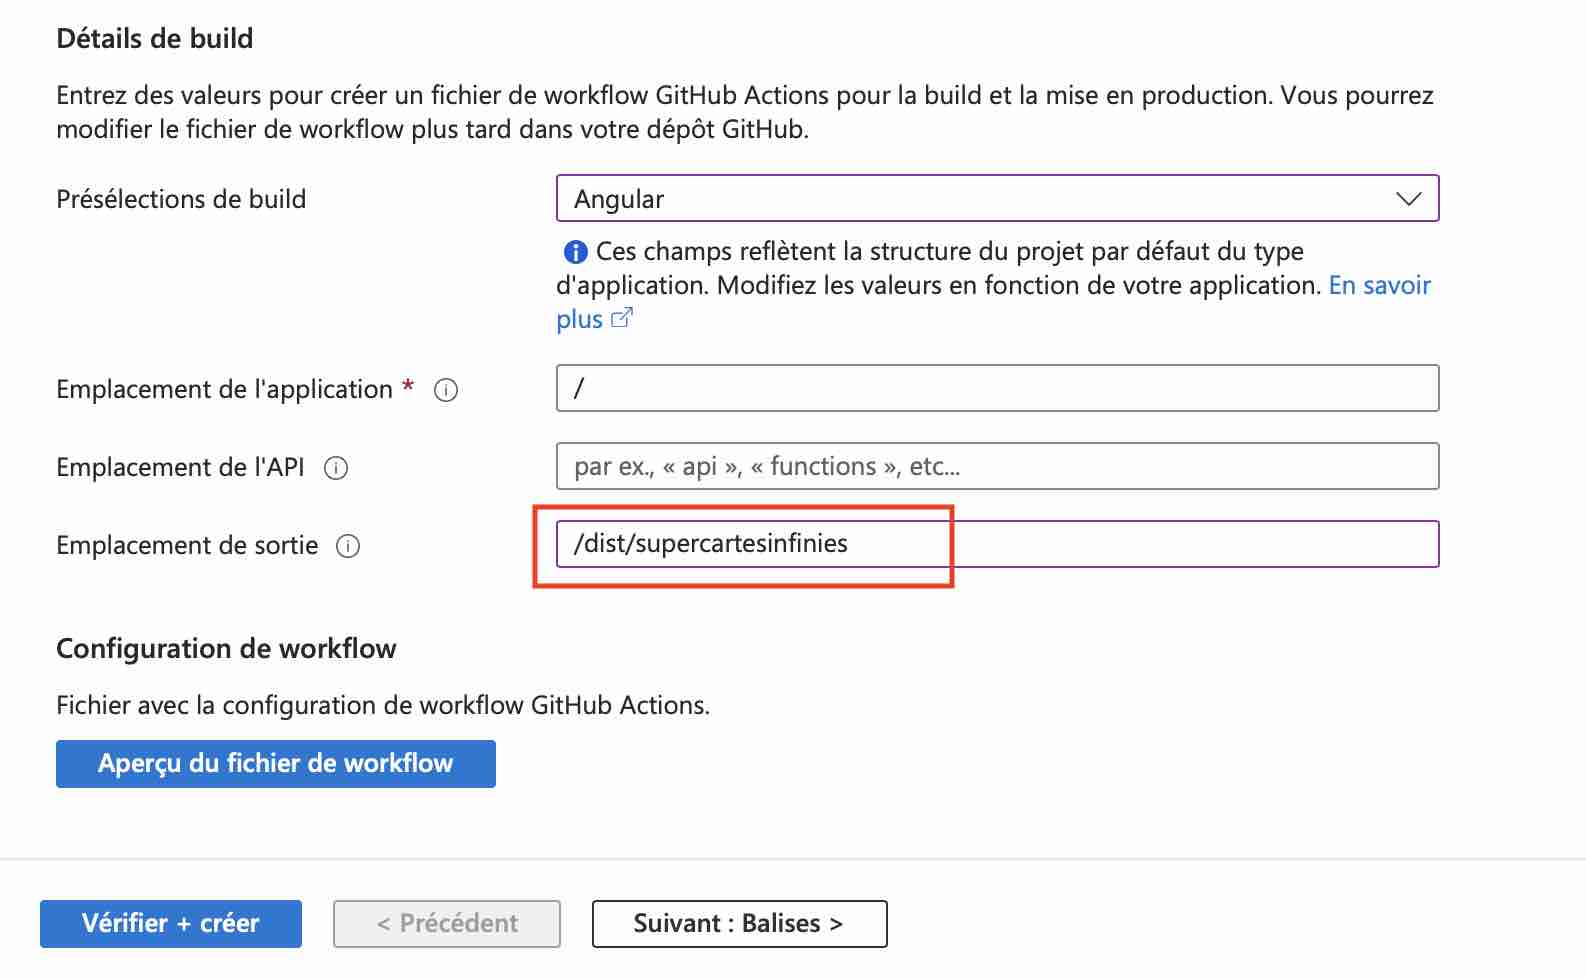 Détails de build
Entrez des valeurs pour créer un fichier de workflow GitHub Actions pour la build et la mise en production. Vous pourrez
modifier le fichier de workflow plus tard dans votre dépôt GitHub.
Présélections de build
Angular
Ces champs reflètent la structure du projet par défaut du type
d'application. Modifiez les valeurs en fonction de votre application. En savoir
plus
Emplacement de l'application *
/
Emplacement de l'API
par ex., « api », « functions », etc...
Emplacement de sortie
/dist/supercartesinfinies
Configuration de workflow
Fichier avec la configuration de workflow GitHub Actions.
Aperçu du fichier de workflow
Vérifier + créer
< Précédent
Suivant : Balises >